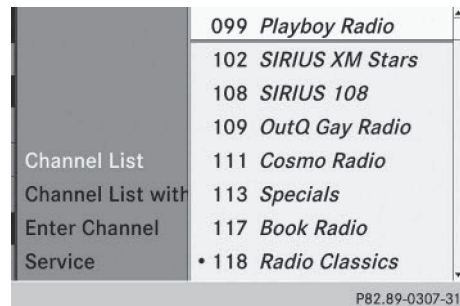 099 Playboy Radio
102 SIRIUS XM Stars
108 SIRIUS 108
109 OutQ Gay Radio
Channel List
111 Cosmo Radio
Channel List with
113 Specials
Enter Channel
117 Book Radio
Service
• 118 Radio Classics
P82.89-0307-31